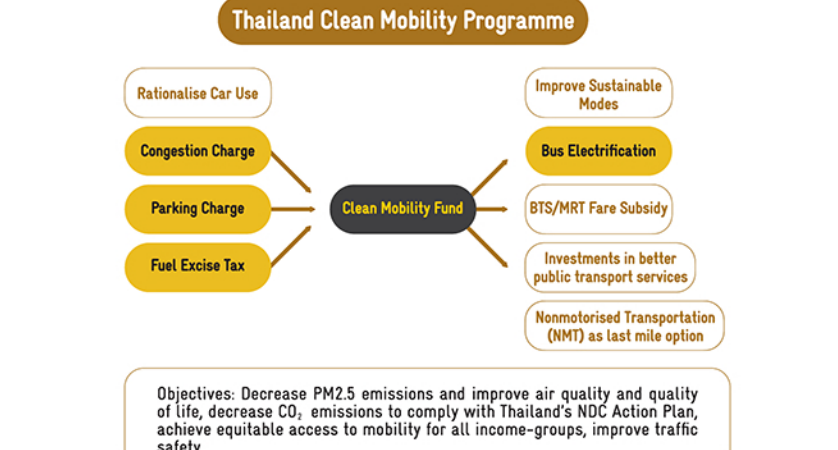 Thailand Clean Mobility Programme
Rationalise Car Use
Congestion Charge
Parking Charge
Fuel Excise Tax
Clean Mobility Fund
Improve Sustainable
Modes
Bus Electrification
BTS/MRT Fare Subsidy
Investments in better
public transport services
Nonmotorised Transportation
(NMT) as last mile option
Objectives: Decrease PM2.5 emissions and improve air quality and quality
of life, decrease CO₂ emissions to comply with Thailand's NDC Action Plan,
achieve equitable access to mobility for all income-groups, improve traffic
safety